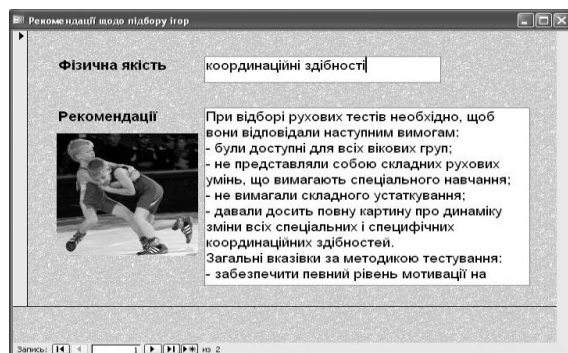 Рекомендації щодо підбору ігор
Фізична якість
координаційні здібності
Рекомендації
При відборі рухових тестів необхідно, щоб
вони відповідали наступним вимогам:
- були доступні для всіх вікових груп;
- не представляли собою складних рухових
умінь, що вимагають спеціального навчання;
- не вимагали складного устаткування;
- давали досить повну картину про динаміку
зміни всіх спеціальних і специфічних
координаційних здібностей.
Загальні вказівки за методикою тестування:
- забезпечити певний рівень мотивації на
Запись: 1 из 2